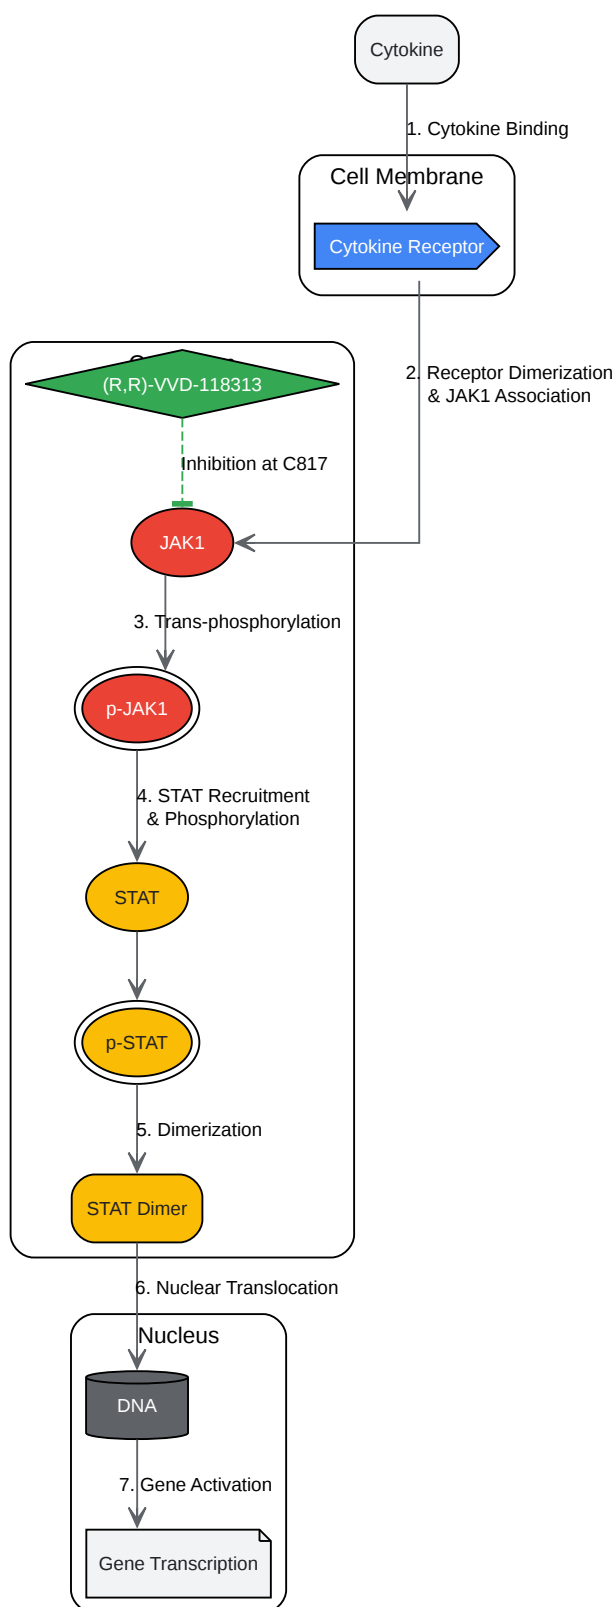 Cytokine
1. Cytokine Binding
Cell Membrane
Cytokine Receptor
2. Receptor Dimerization
& JAK1 Association
(R,R)-VVD-118313
Inhibition at C817
JAK1
3. Trans-phosphorylation
p-JAK1
4. STAT Recruitment
& Phosphorylation
STAT
p-STAT
5. Dimerization
STAT Dimer
6. Nuclear Translocation
Nucleus
DNA
7. Gene Activation
Gene Transcription